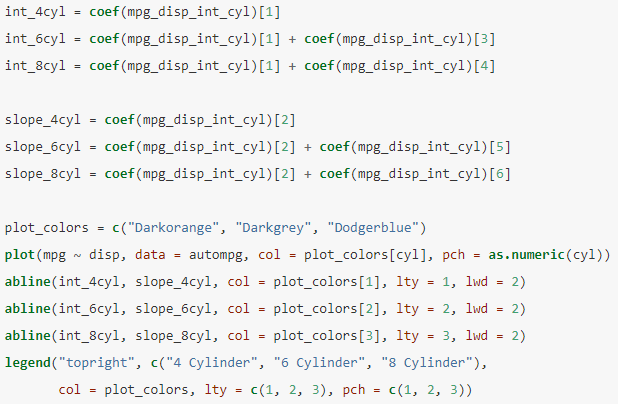 int_4cyl = coef(mpg_disp_int_cyl)[1]
int_6cyl = coef(mpg_disp_int_cyl)[1] + coef(mpg_disp_int_cyl)[3]
int_8cyl = coef(mpg_disp_int_cyl)[1] + coef(mpg_disp_int_cyl)[4]

slope_4cyl = coef(mpg_disp_int_cyl)[2]
slope_6cyl = coef(mpg_disp_int_cyl)[2] + coef(mpg_disp_int_cyl)[5]
slope_8cyl = coef(mpg_disp_int_cyl)[2] + coef(mpg_disp_int_cyl)[6]

plot_colors = c("Darkorange", "Darkgrey", "Dodgerblue")
plot(mpg ~ disp, data = autompg, col = plot_colors[cyl], pch = as.numeric(cyl))
abline(int_4cyl, slope_4cyl, col = plot_colors[1], lty = 1, lwd = 2)
abline(int_6cyl, slope_6cyl, col = plot_colors[2], lty = 2, lwd = 2)
abline(int_8cyl, slope_8cyl, col = plot_colors[3], lty = 3, lwd = 2)
legend("topright", c("4 Cylinder", "6 Cylinder", "8 Cylinder"),
       col = plot_colors, lty = c(1, 2, 3), pch = c(1, 2, 3))